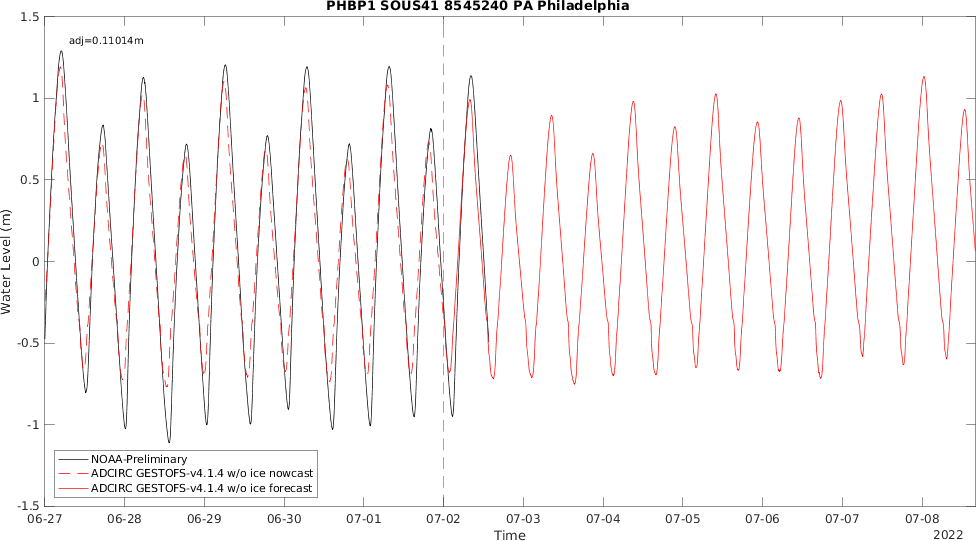 PHBP1 SOUS41 8545240 PA Philadelphia
adj=0.11014m
1.5
1
0.5
0
-0.5
-1
-1.5
Water Level (m)
NOAA-Preliminary
ADCIRC GESTOFS-v4.1.4 w/o ice nowcast
ADCIRC GESTOFS-v4.1.4 w/o ice forecast
06-27 06-28 06-29 06-30 07-01 07-02 07-03 07-04 07-05 07-06 07-07 07-08
Time
2022